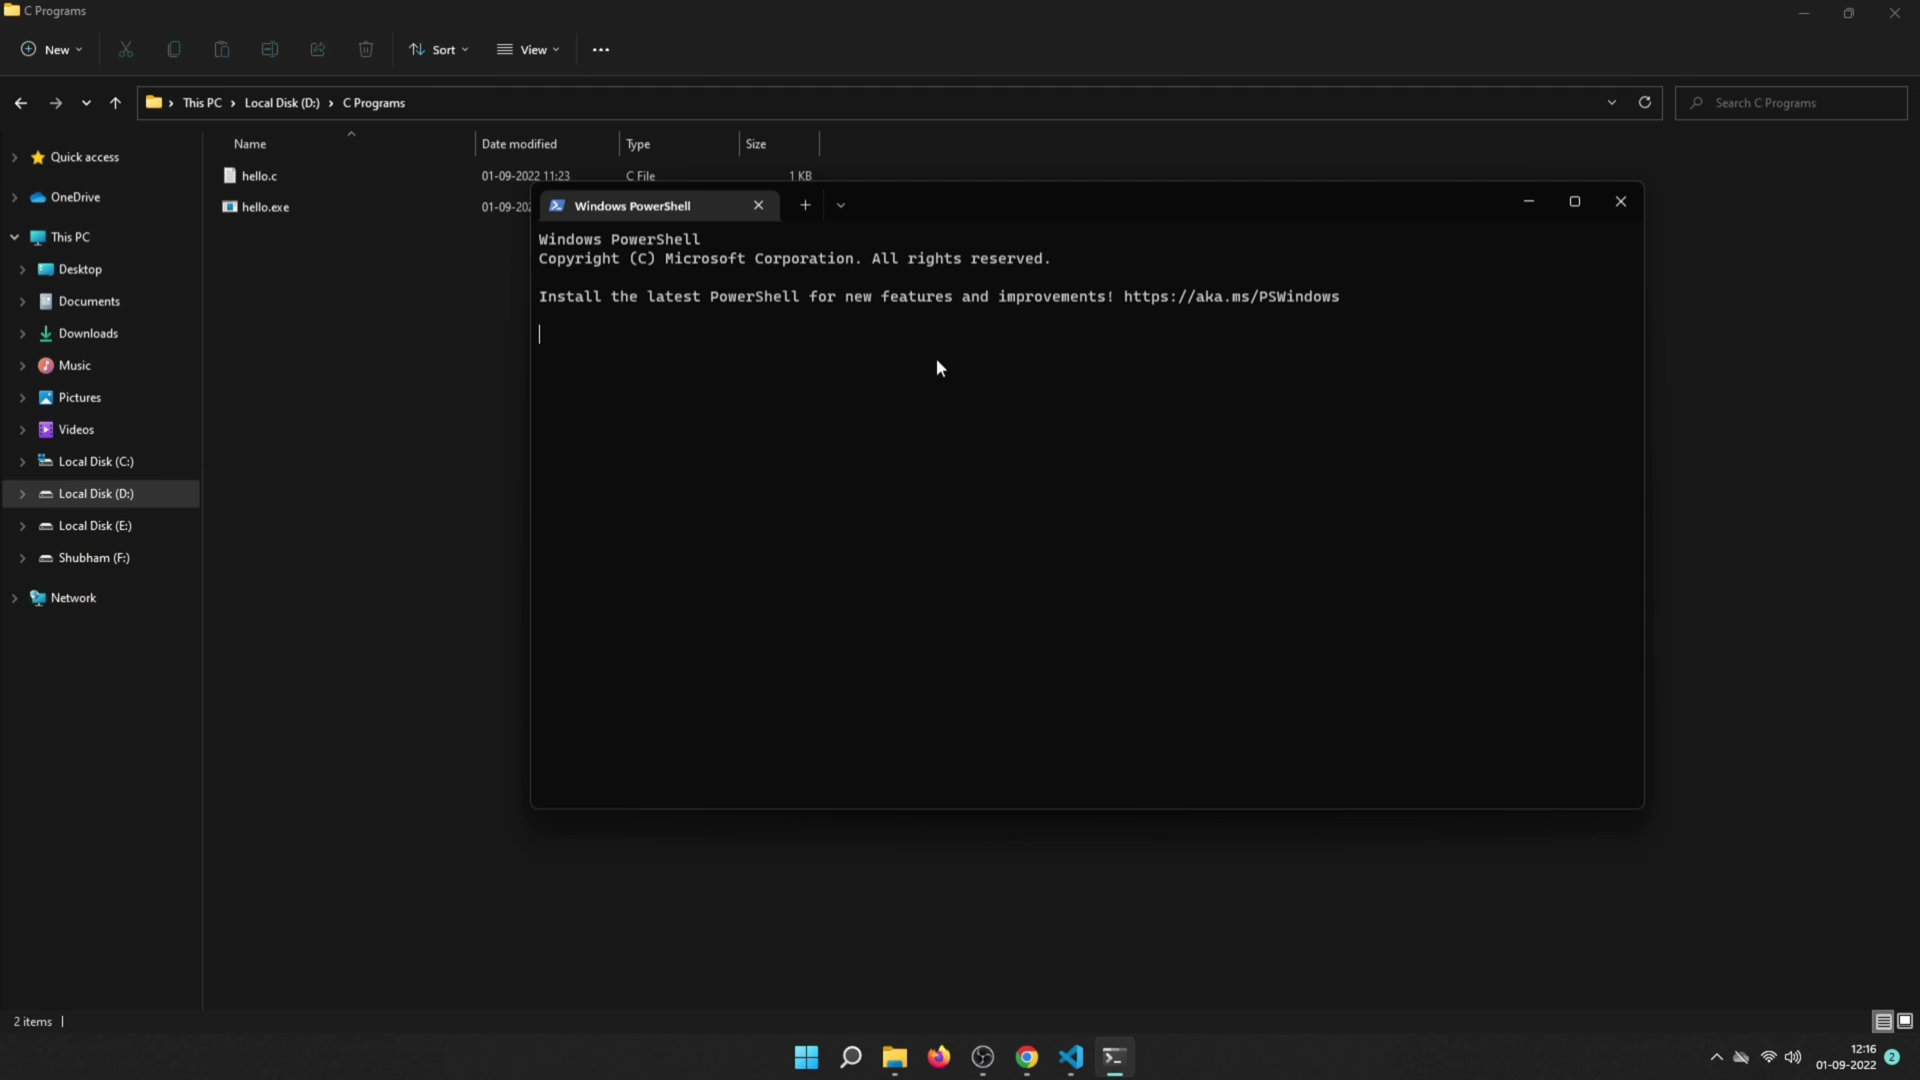 C Programs
New
Sort
View
This PC
Local Disk (D:)
C Programs
Search C Programs
Name
Date modified
Type
Size
hello.c
01-09-2022 11:23
C File
1 KB
hello.exe
01-09-202
Quick access
OneDrive
This PC
Desktop
Documents
Downloads
Music
Pictures
Videos
Local Disk (C:)
Local Disk (D:)
Local Disk (E:)
Shubham (F:)
Network
Windows PowerShell
Windows PowerShell
Copyright (C) Microsoft Corporation. All rights reserved.
Install the latest PowerShell for new features and improvements! https://aka.ms/PSWindows
2 items
12:16
01-09-2022
2